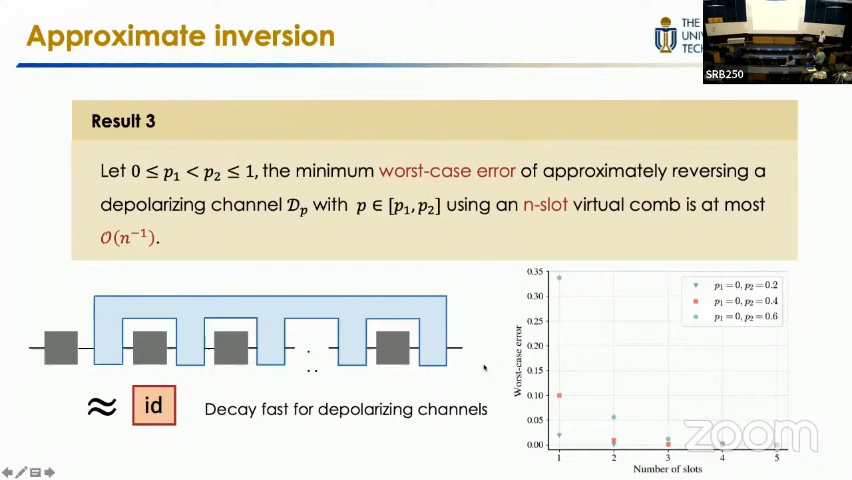 Approximate inversion
THE
UNIV
TECH
SRB250
Result 3
Let 0 ≤ p₁ < p₂ ≤ 1, the minimum worst-case error of approximately reversing a
depolarizing channel 𝒟ₚ with p ∈ [p₁, p₂] using an n-slot virtual comb is at most
𝒪(n⁻¹).
≈ id
Decay fast for depolarizing channels
Worst-case error
0.35
0.30
0.25
0.20
0.15
0.10
0.05
0.00
p₁ = 0, p₂ = 0.2
p₁ = 0, p₂ = 0.4
p₁ = 0, p₂ = 0.6
1 2 3 4 5
Number of slots
zoom